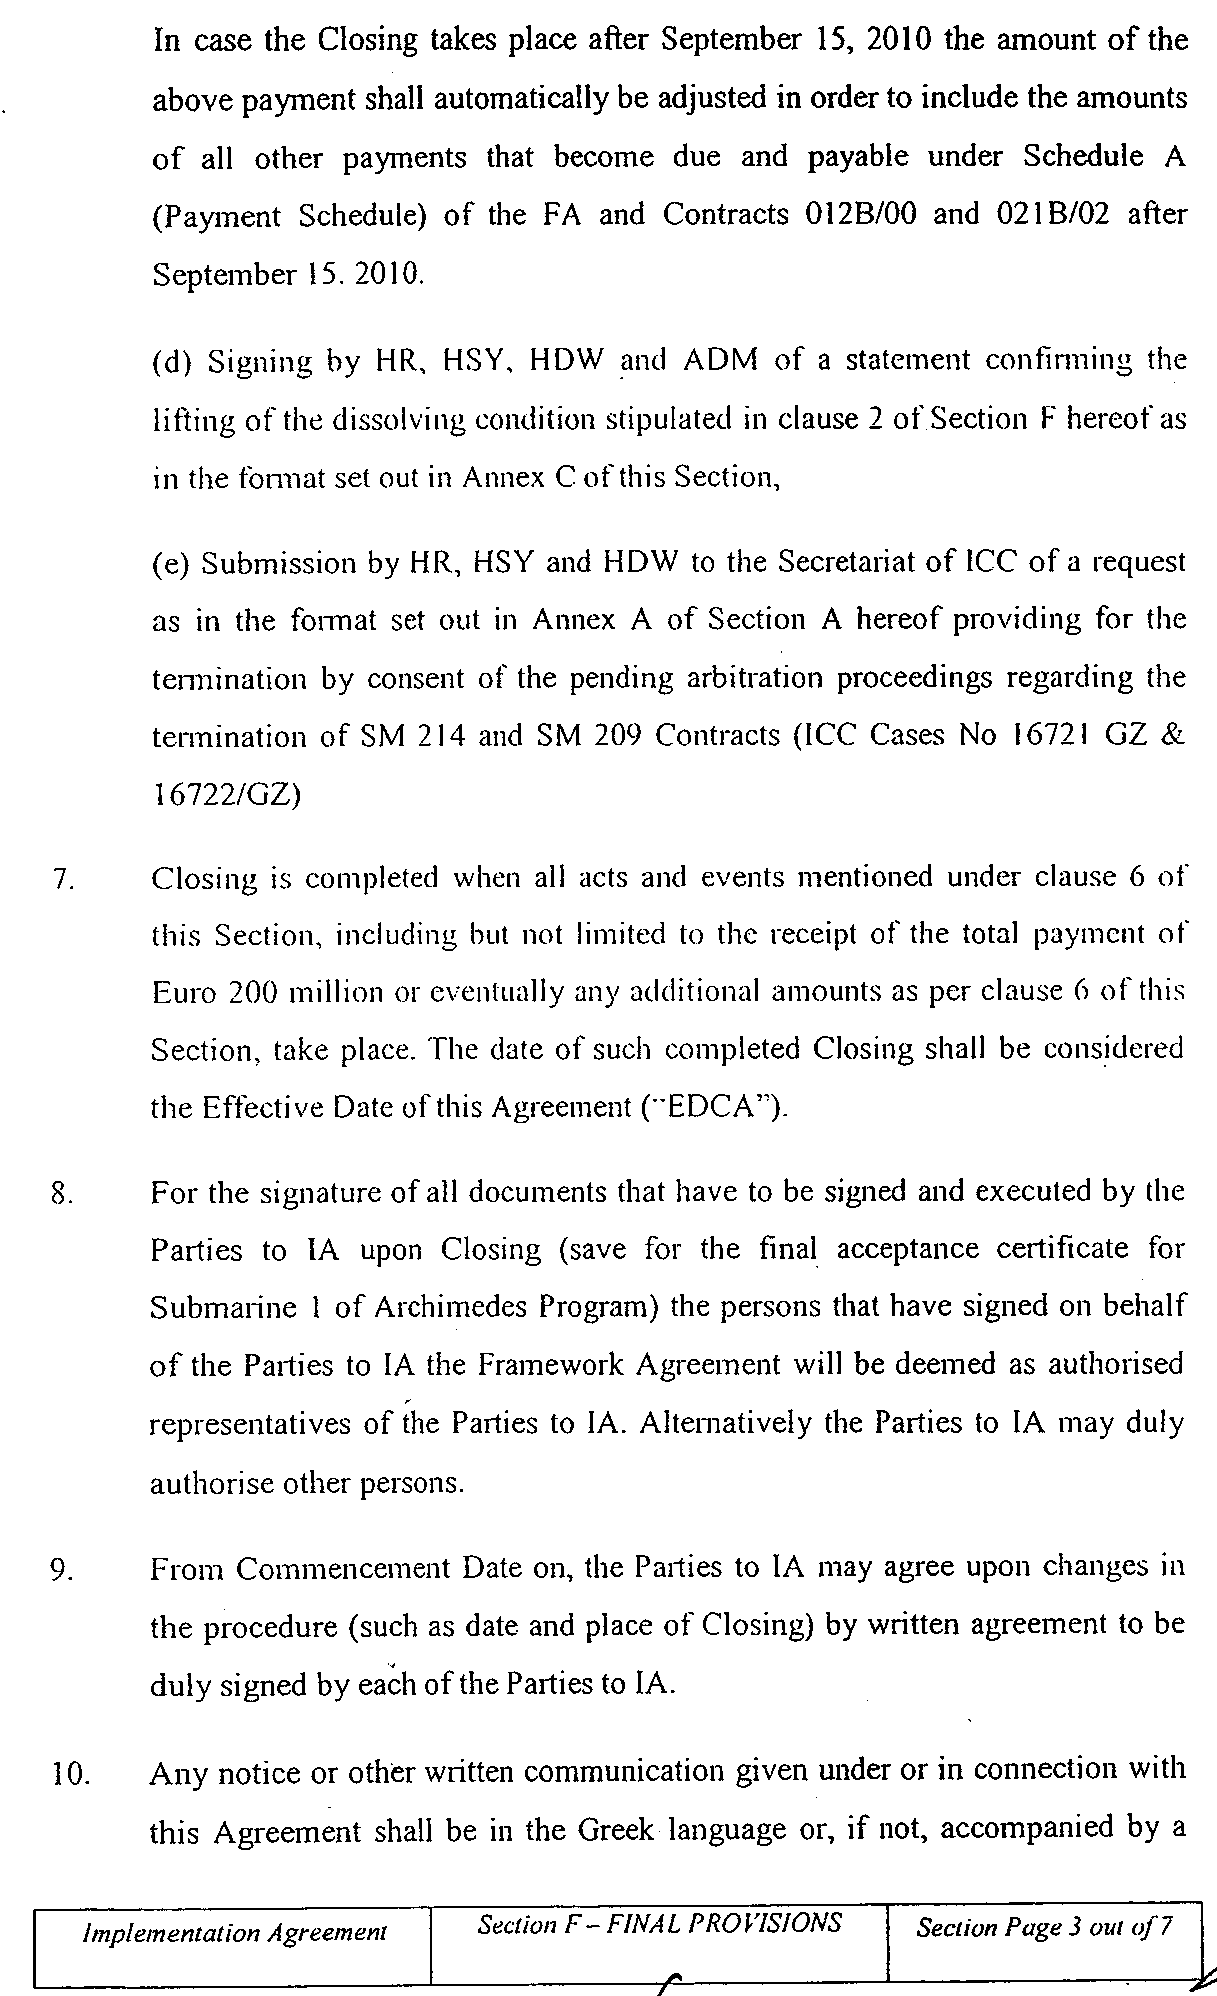 In case the Closing takes place after September 15, 2010 the amount of the
above payment shall automatically be adjusted in order to include the amounts
of all other payments that become due and payable under Schedule A
(Payment Schedule) of the FA and Contracts 012B/00 and 021B/02 after
September 15. 2010.
(d) Signing by HR, HSY, HDW and ADM of a statement confirming the
lifting of the dissolving condition stipulated in clause 2 of Section F hereof as
in the format set out in Annex C of this Section,
(e) Submission by HR, HSY and HDW to the Secretariat of ICC of a request
as in the format set out in Annex A of Section A hereof providing for the
termination by consent of the pending arbitration proceedings regarding the
termination of SM 214 and SM 209 Contracts (ICC Cases No 16721 GZ &
16722/GZ)
7. Closing is completed when all acts and events mentioned under clause 6 of
this Section, including but not limited to the receipt of the total payment of
Euro 200 million or eventually any additional amounts as per clause 6 of this
Section, take place. The date of such completed Closing shall be considered
the Effective Date of this Agreement ("EDCA").
8. For the signature of all documents that have to be signed and executed by the
Parties to IA upon Closing (save for the final acceptance certificate for
Submarine 1 of Archimedes Program) the persons that have signed on behalf
of the Parties to IA the Framework Agreement will be deemed as authorised
representatives of the Parties to IA. Alternatively the Parties to IA may duly
authorise other persons.
9. From Commencement Date on, the Parties to IA may agree upon changes in
the procedure (such as date and place of Closing) by written agreement to be
duly signed by each of the Parties to IA.
10. Any notice or other written communication given under or in connection with
this Agreement shall be in the Greek language or, if not, accompanied by a
Implementation Agreement
Section F – FINAL PROVISIONS
Section Page 3 out of 7